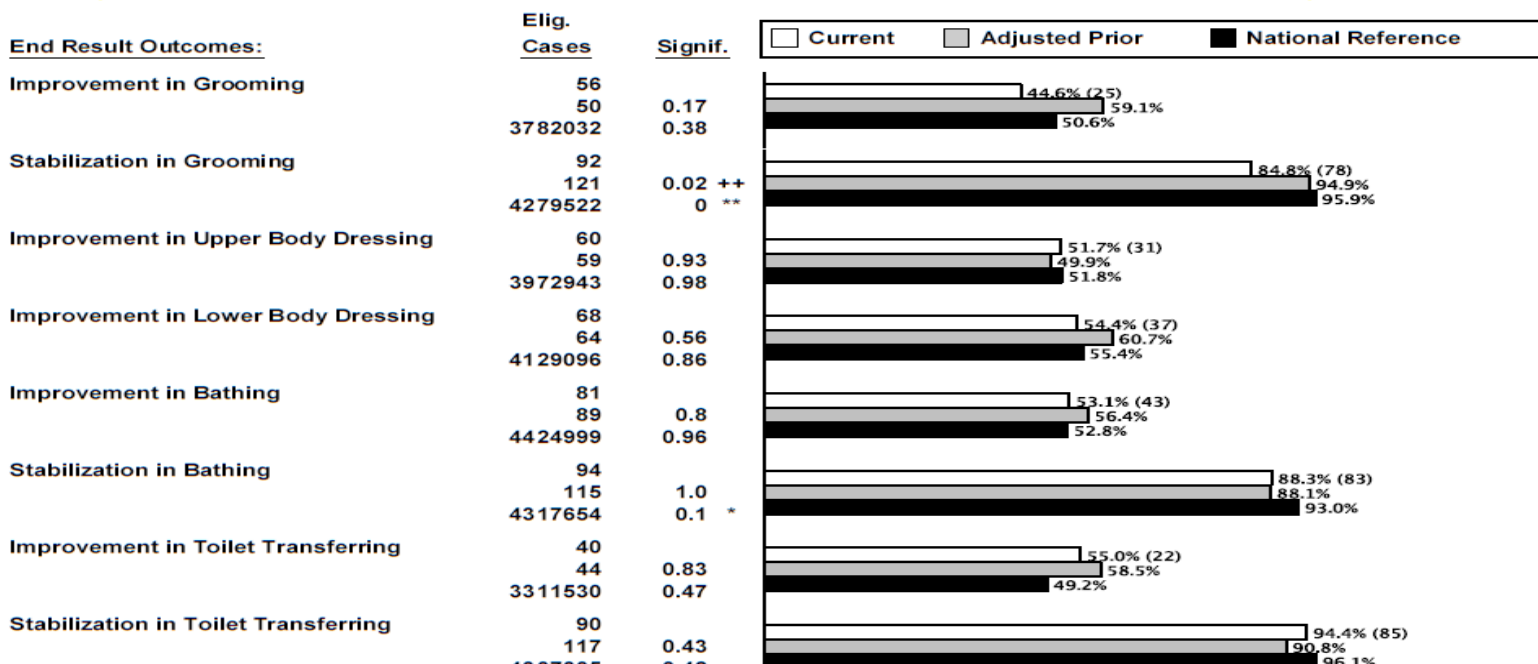 Elig.
End Result Outcomes: Cases Signif. Current Adjusted Prior National Reference
Improvement in Grooming 56 44.6% (25)
50 0.17 59.1%
3782032 0.38 50.6%
Stabilization in Grooming 92 84.8% (78)
121 0.02 ++ 94.9%
4279522 0 ** 95.9%
Improvement in Upper Body Dressing 60 51.7% (31)
59 0.93 49.9%
3972943 0.98 51.8%
Improvement in Lower Body Dressing 68 54.4% (37)
64 0.56 60.7%
4129096 0.86 55.4%
Improvement in Bathing 81 53.1% (43)
89 0.8 56.4%
4424999 0.96 52.8%
Stabilization in Bathing 94 88.3% (83)
115 1.0 88.1%
4317654 0.1 * 93.0%
Improvement in Toilet Transferring 40 55.0% (22)
44 0.83 58.5%
3311530 0.47 49.2%
Stabilization in Toilet Transferring 90 94.4% (85)
117 0.43 90.8%
96.1%